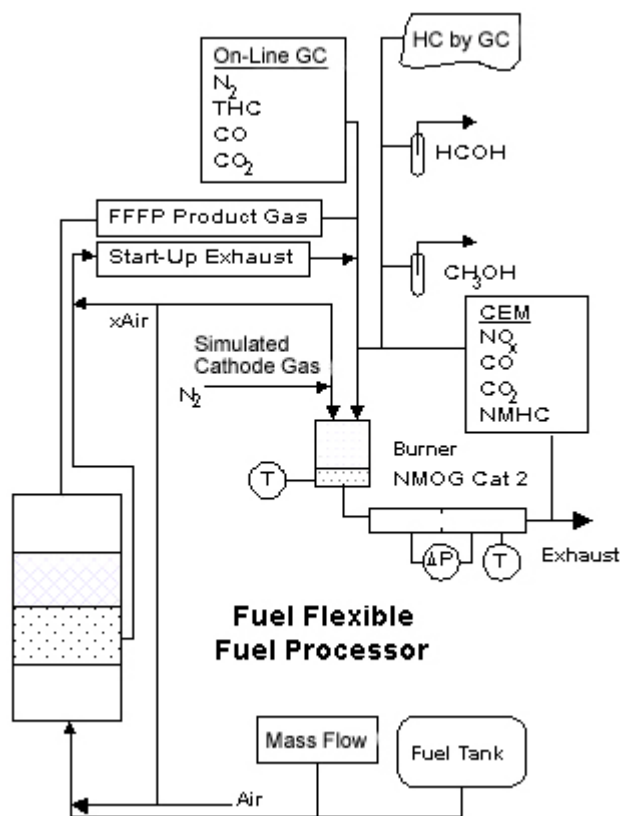 On-Line GC
N2
THC
CO
CO2
HC by GC
HCOH
FFFP Product Gas
Start-Up Exhaust
CH3OH
xAir
Simulated
Cathode Gas
N2
CEM
NOx
CO
CO2
NMHC
Burner
T
NMOG Cat 2
ΔP
T
Exhaust
Fuel Flexible
Fuel Processor
Mass Flow
Fuel Tank
Air